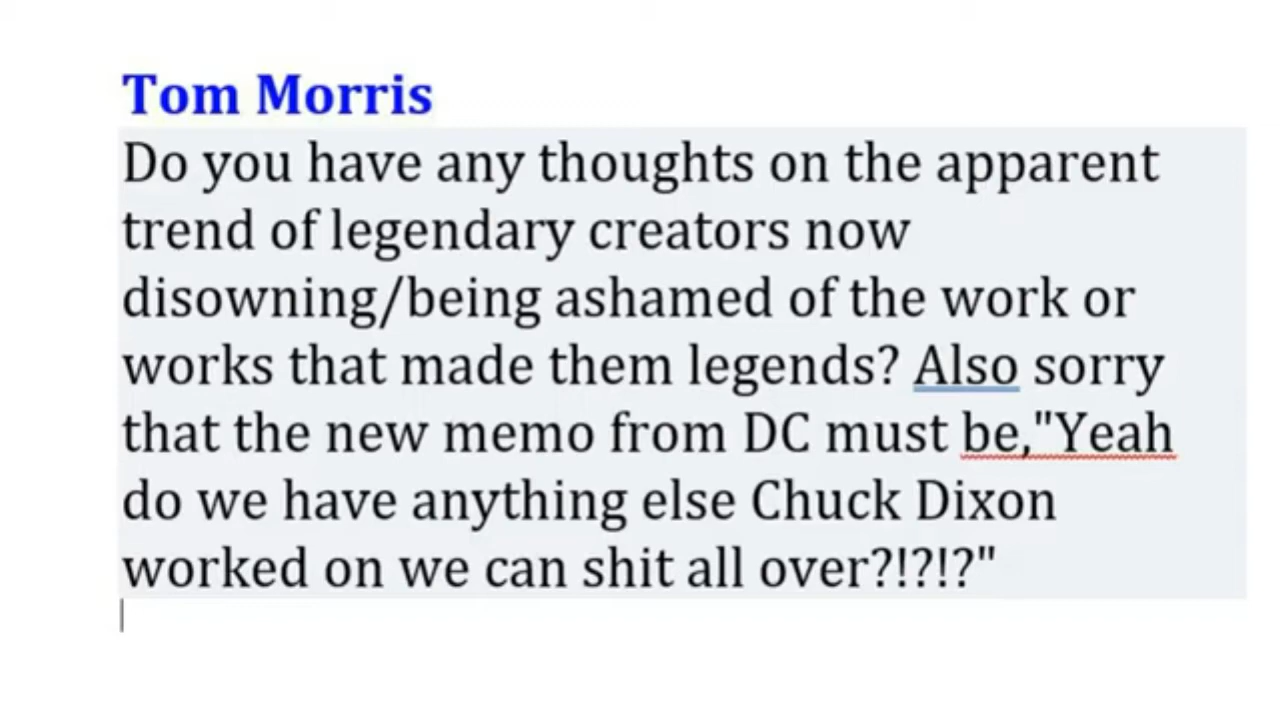 Tom Morris
Do you have any thoughts on the apparent
trend of legendary creators now
disowning/being ashamed of the work or
works that made them legends? Also sorry
that the new memo from DC must be,"Yeah
do we have anything else Chuck Dixon
worked on we can shit all over?!?!?"